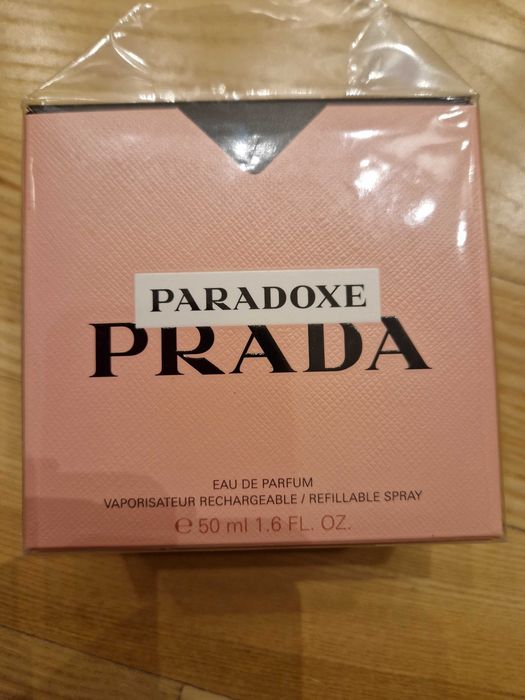 PARADOXE
PRADA
EAU DE PARFUM
VAPORISATEUR RECHARGEABLE / REFILLABLE SPRAY
℮ 50 ml 1.6 FL. OZ.